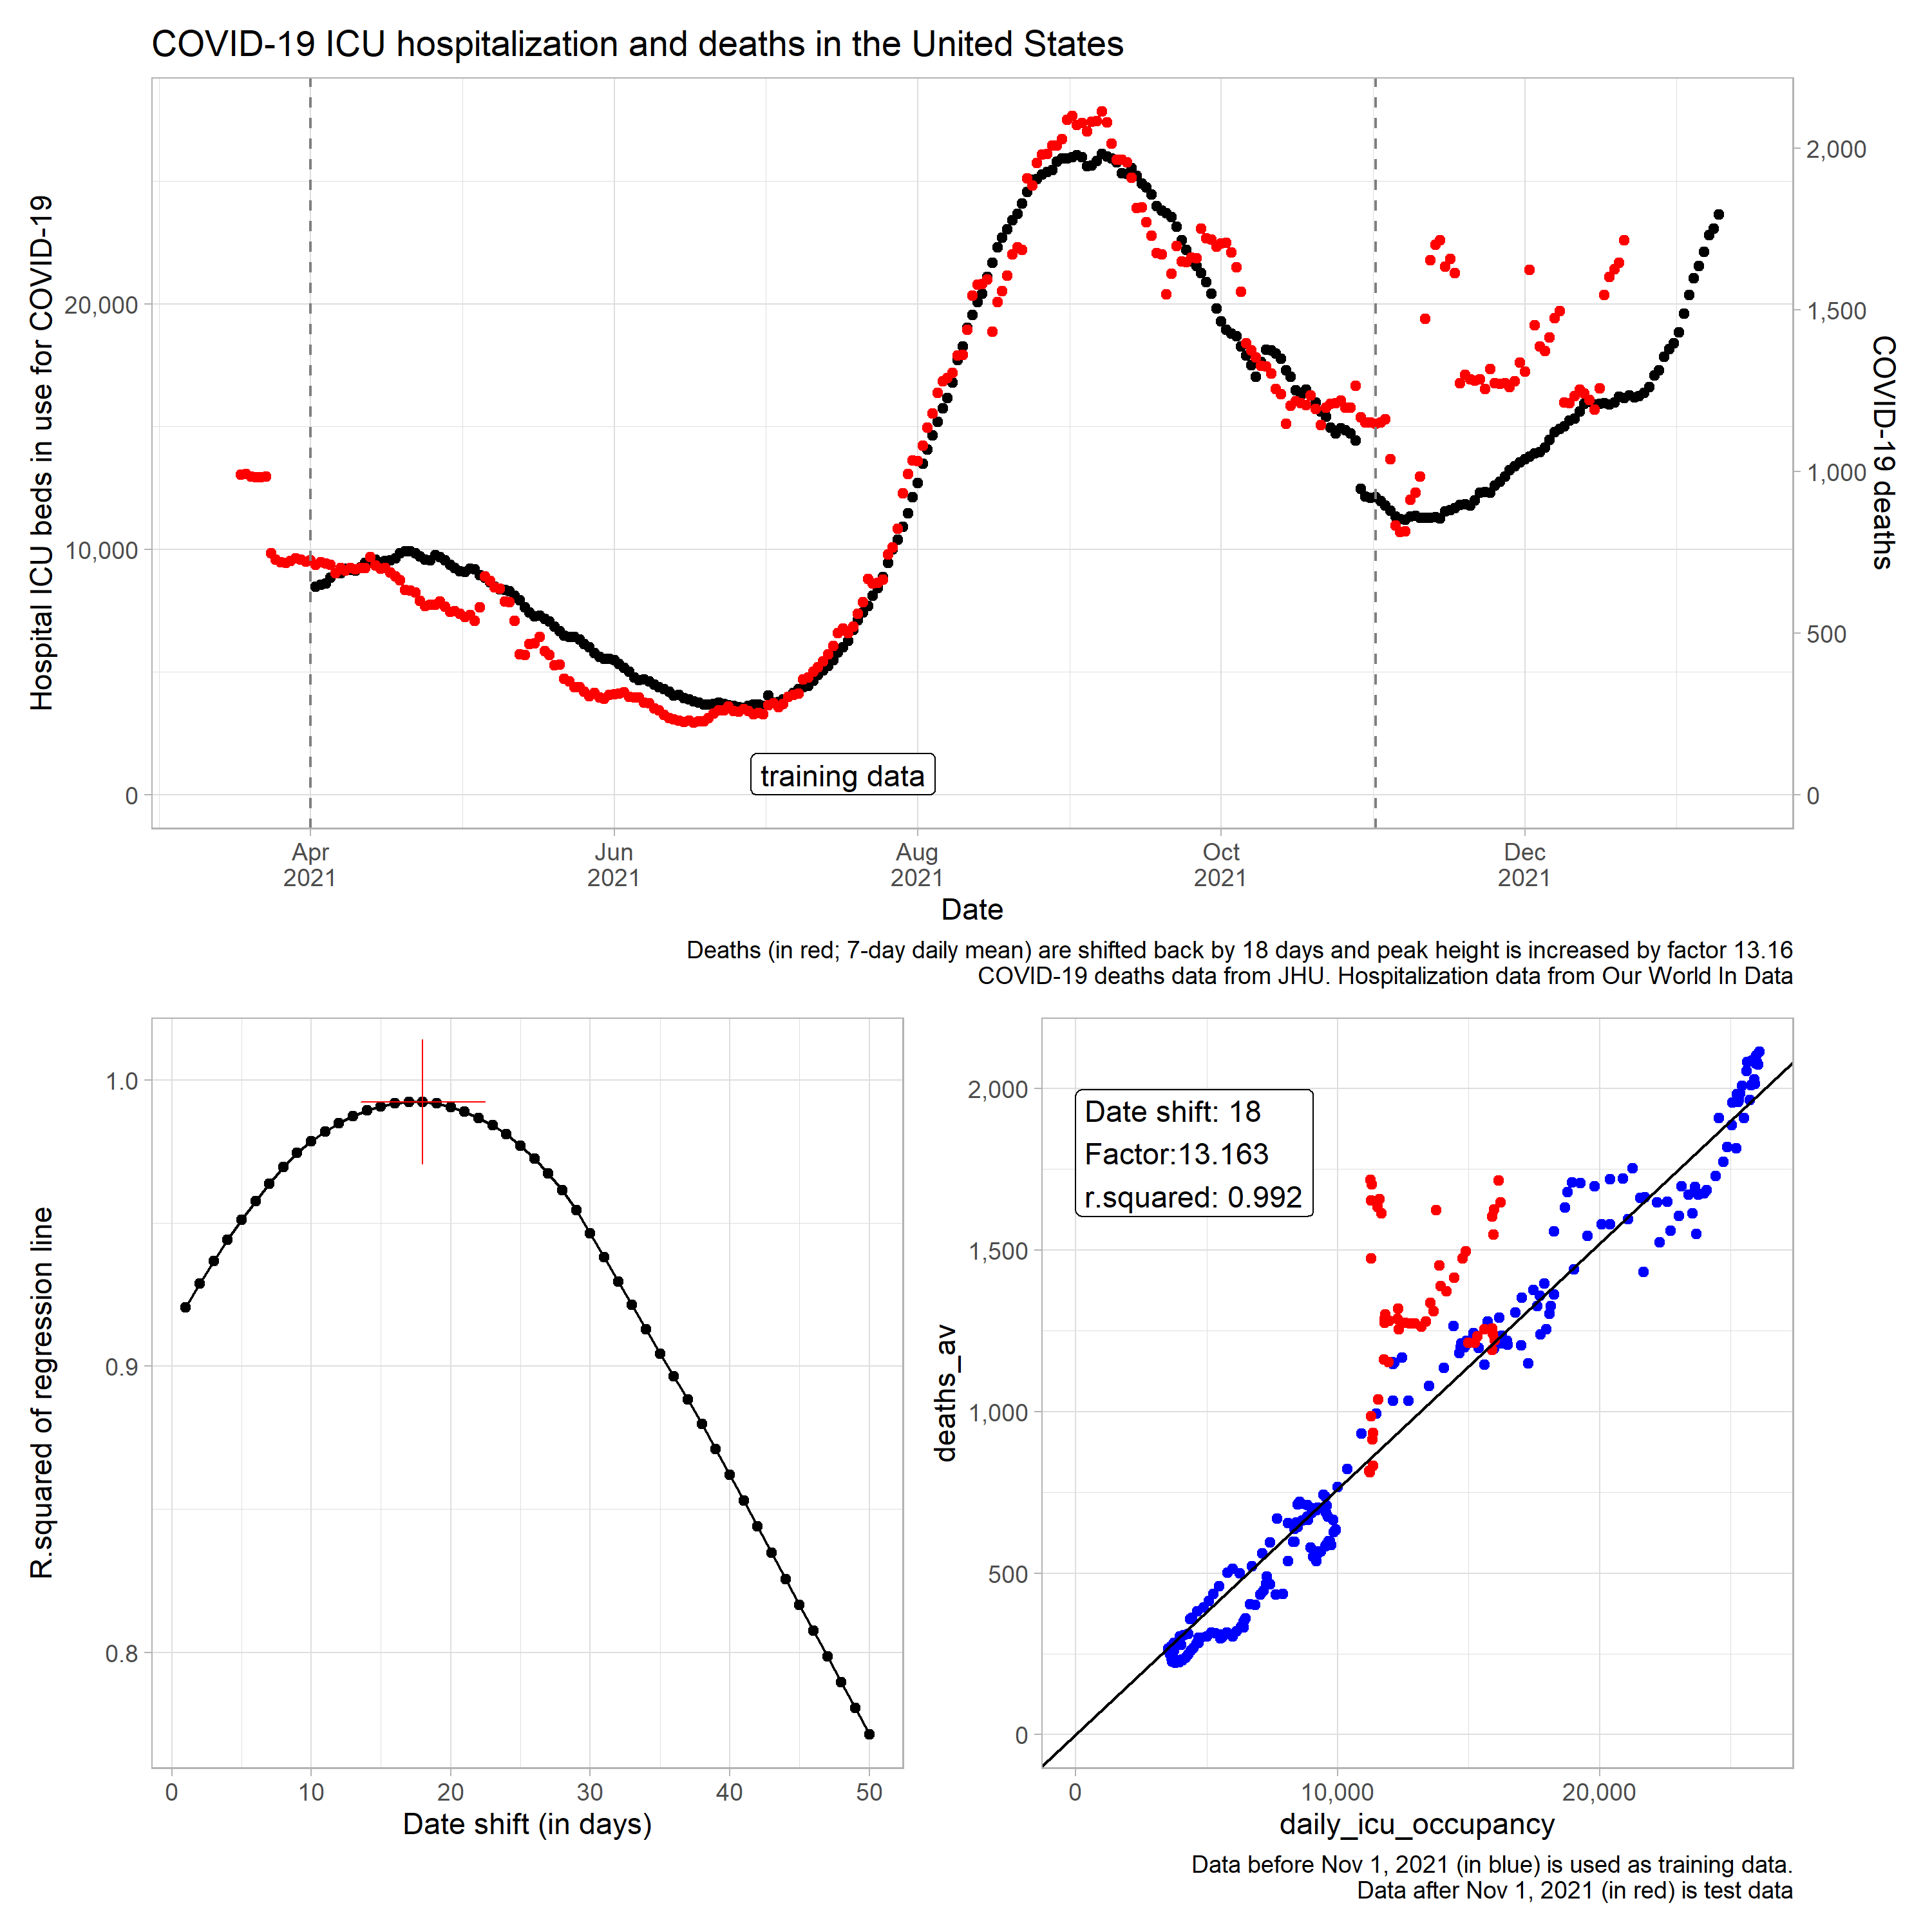 COVID-19 ICU hospitalization and deaths in the United States
Hospital ICU beds in use for COVID-19
20,000
10,000
0
2,000
1,500
1,000
500
0
COVID-19 deaths
training data
Apr
2021
Jun
2021
Aug
2021
Oct
2021
Dec
2021
Date
Deaths (in red; 7-day daily mean) are shifted back by 18 days and peak height is increased by factor 13.16
COVID-19 deaths data from JHU. Hospitalization data from Our World In Data
R.squared of regression line
1.0
0.9
0.8
0 10 20 30 40 50
Date shift (in days)
deaths_av
2,000
1,500
1,000
500
0
Date shift: 18
Factor:13.163
r.squared: 0.992
0 10,000 20,000
daily_icu_occupancy
Data before Nov 1, 2021 (in blue) is used as training data.
Data after Nov 1, 2021 (in red) is test data